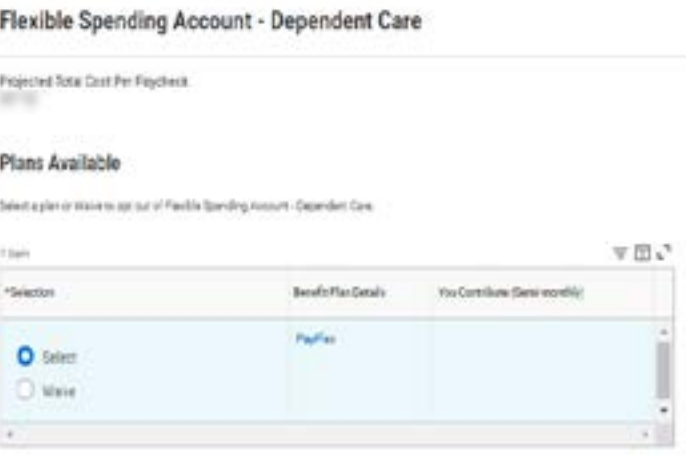 Flexible Spending Account - Dependent Care
Projected Total Cost Per Paycheck
Plans Available
Select a plan or Waive to opt out of Flexible Spending Account - Dependent Care.
1 item
*Selection Benefit Plan Details You Contribute (Semi-monthly)
PayFlex
Select
Waive